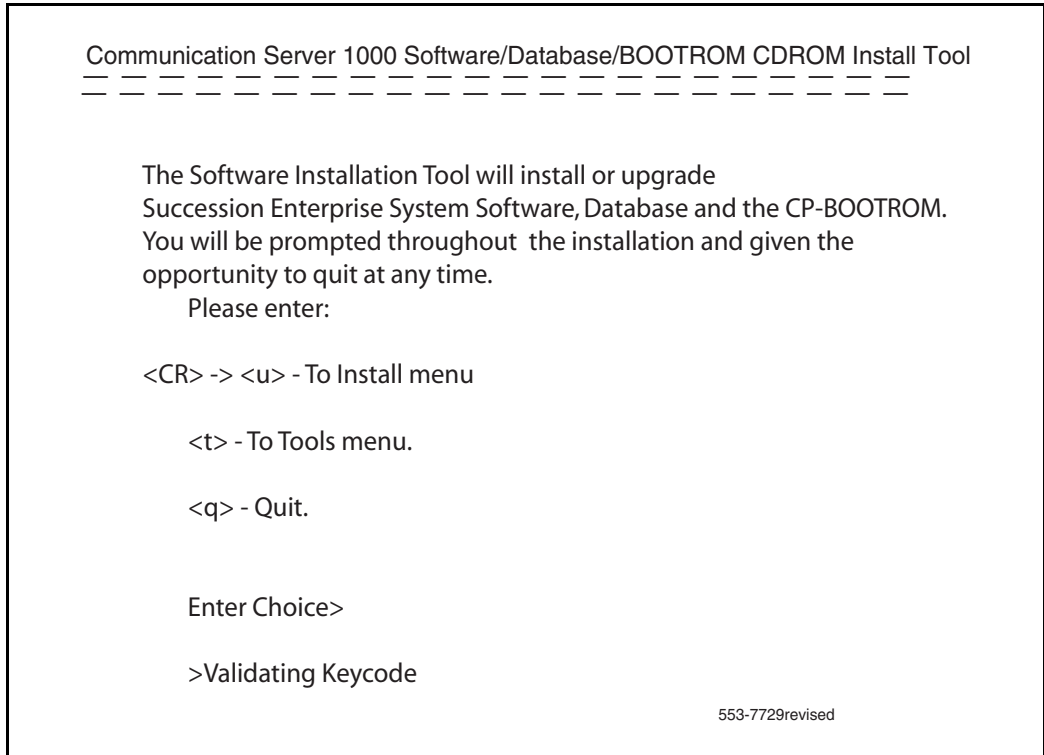 Communication Server 1000 Software/Database/BOOTROM CDROM Install Tool
The Software Installation Tool will install or upgrade
Succession Enterprise System Software, Database and the CP-BOOTROM.
You will be prompted throughout the installation and given the
opportunity to quit at any time.
Please enter:
<CR> -> <u> - To Install menu
<t> - To Tools menu.
<q> - Quit.
Enter Choice>
>Validating Keycode
553-7729revised